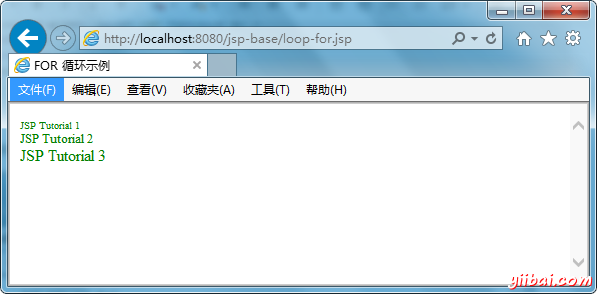 http://localhost:8080/jsp-base/loop-for.jsp
FOR 循环示例
文件(F) 编辑(E) 查看(V) 收藏夹(A) 工具(T) 帮助(H)
JSP Tutorial 1
JSP Tutorial 2
JSP Tutorial 3
yiibai.com